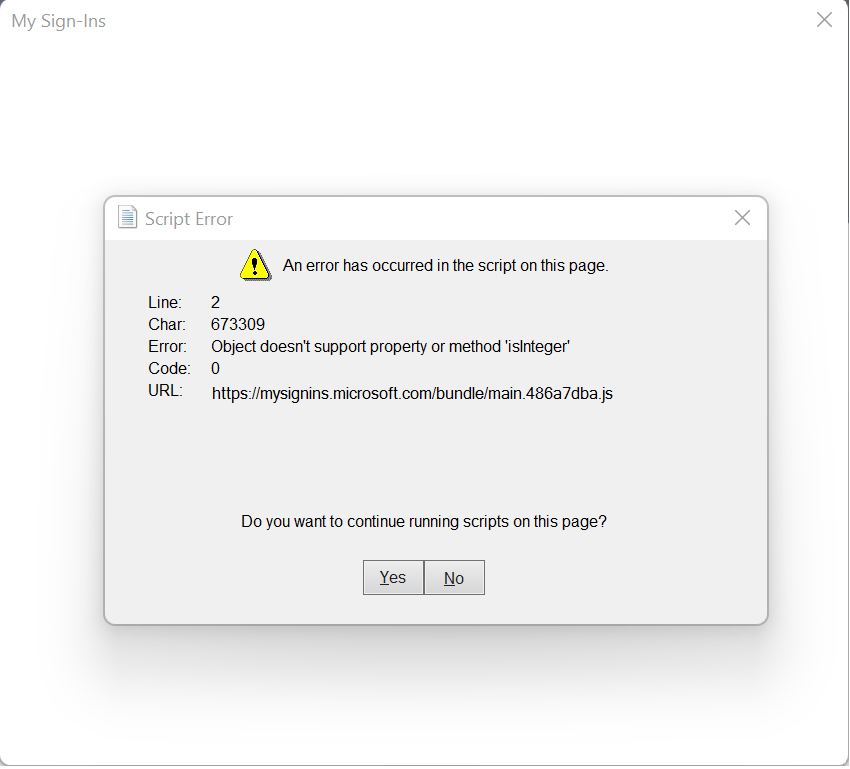 My Sign-Ins
Script Error
An error has occurred in the script on this page.
Line: 2
Char: 673309
Error: Object doesn't support property or method 'isInteger'
Code: 0
URL: https://mysignins.microsoft.com/bundle/main.486a7dba.js
Do you want to continue running scripts on this page?
Yes No